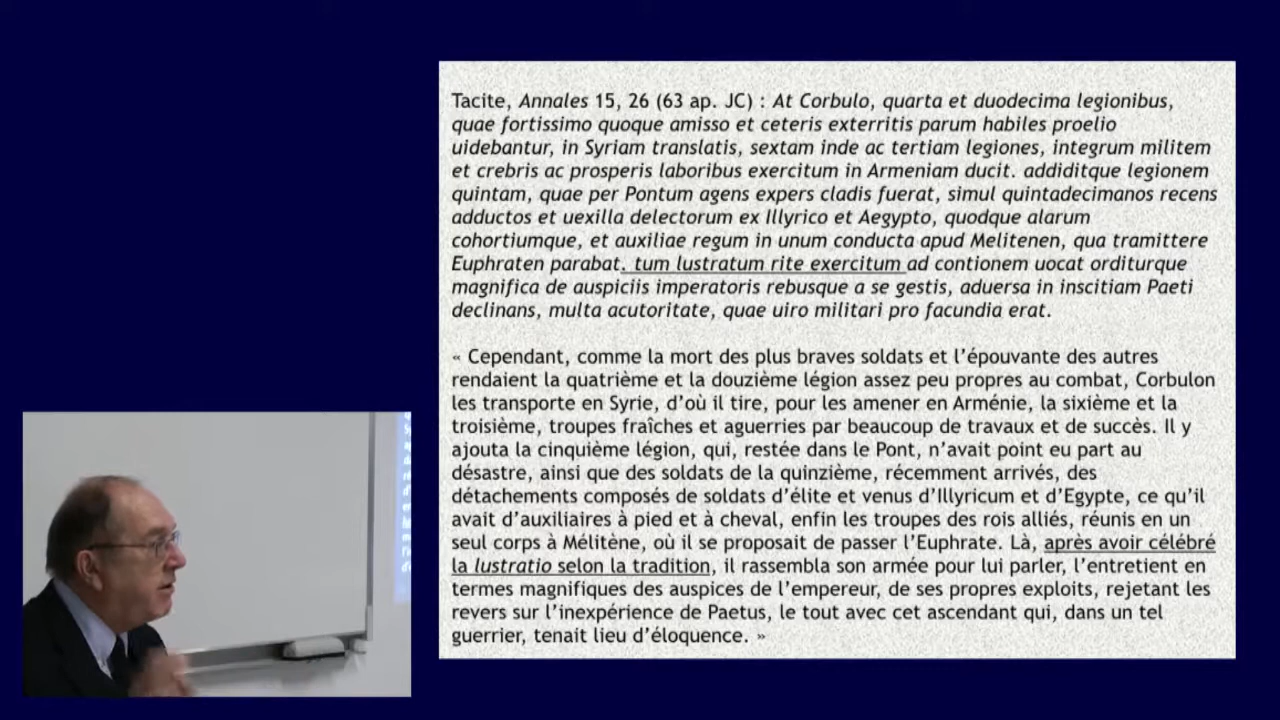 Tacite, Annales 15, 26 (63 ap. JC) : At Corbulo, quarta et duodecima legionibus,
quae fortissimo quoque amisso et ceteris exterritis parum habiles proelio
uidebantur, in Syriam translatis, sextam inde ac tertiam legiones, integrum militem
et crebris ac prosperis laboribus exercitum in Armeniam ducit. addiditque legionem
quintam, quae per Pontum agens expers cladis fuerat, simul quintadecimanos recens
adductos et uexilla delectorum ex Illyrico et Aegypto, quodque alarum
cohortiumque, et auxiliae regum in unum conducta apud Melitenen, qua tramittere
Euphraten parabat. tum lustratum rite exercitum ad contionem uocat orditurque
magnifica de auspiciis imperatoris rebusque a se gestis, aduersa in inscitiam Paeti
declinans, multa acutoritate, quae uiro militari pro facundia erat.
« Cependant, comme la mort des plus braves soldats et l’épouvante des autres
rendaient la quatrième et la douzième légion assez peu propres au combat, Corbulon
les transporte en Syrie, d’où il tire, pour les amener en Arménie, la sixième et la
troisième, troupes fraîches et aguerries par beaucoup de travaux et de succès. Il y
ajouta la cinquième légion, qui, restée dans le Pont, n’avait point eu part au
désastre, ainsi que des soldats de la quinzième, récemment arrivés, des
détachements composés de soldats d’élite et venus d’Illyricum et d’Egypte, ce qu’il
avait d’auxiliaires à pied et à cheval, enfin les troupes des rois alliés, réunis en un
seul corps à Mélitène, où il se proposait de passer l’Euphrate. Là, après avoir célébré
la lustratio selon la tradition, il rassembla son armée pour lui parler, l’entretient en
termes magnifiques des auspices de l’empereur, de ses propres exploits, rejetant les
revers sur l’inexpérience de Paetus, le tout avec cet ascendant qui, dans un tel
guerrier, tenait lieu d’éloquence. »